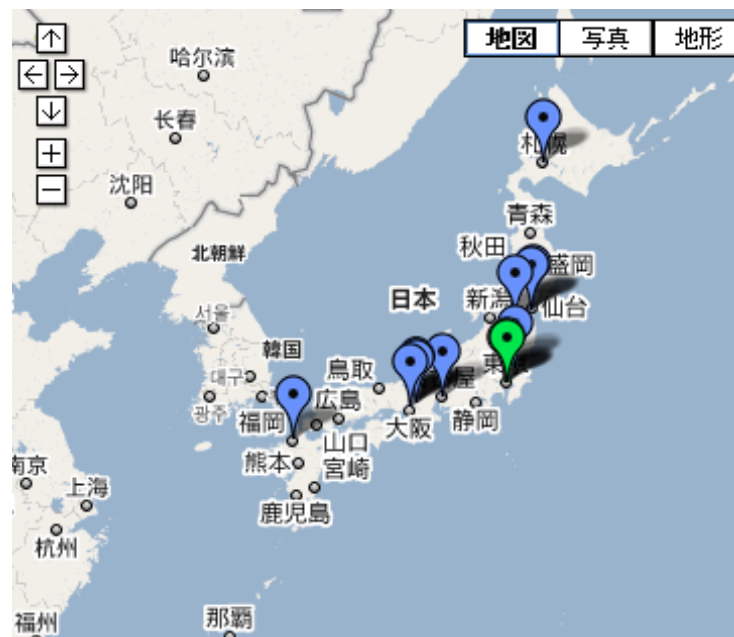 地図 写真 地形
哈尔滨
长春
札幌
沈阳
青森
秋田
北朝鮮
盛岡
日本
新潟
仙台
서울
韓国
東京
鳥取
대구
屋
광주
福岡
広島
大阪
静岡
山口
熊本
宮崎
南京
上海
鹿児島
杭州
那覇
福州